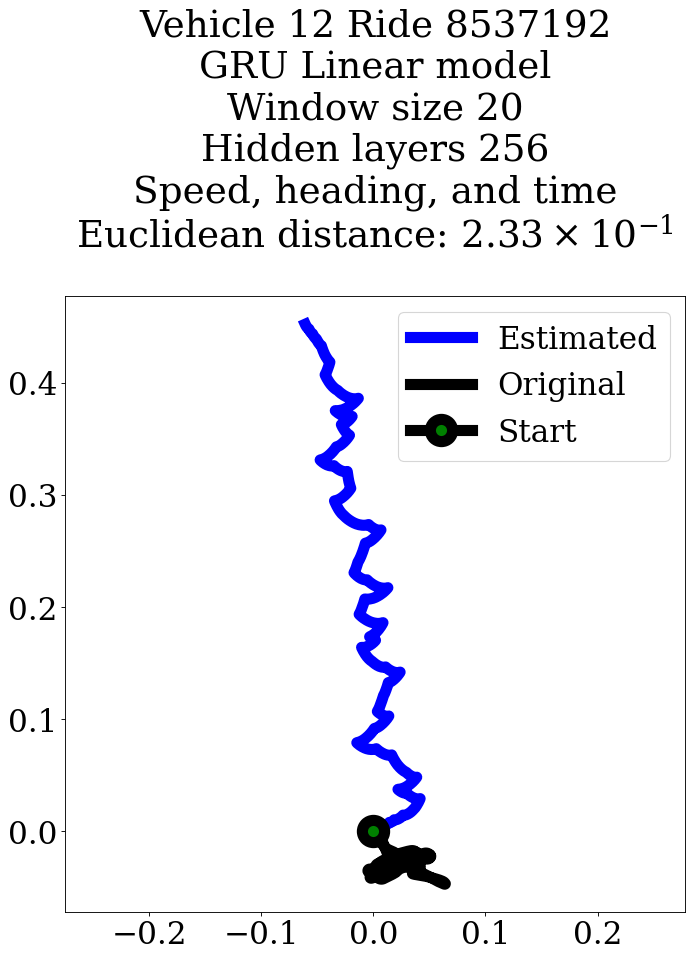 Vehicle 12 Ride 8537192
GRU Linear model
Window size 20
Hidden layers 256
Speed, heading, and time
Euclidean distance: 2.33 × 10⁻¹
Estimated
Original
Start
0.4
0.3
0.2
0.1
0.0
−0.2 −0.1 0.0 0.1 0.2